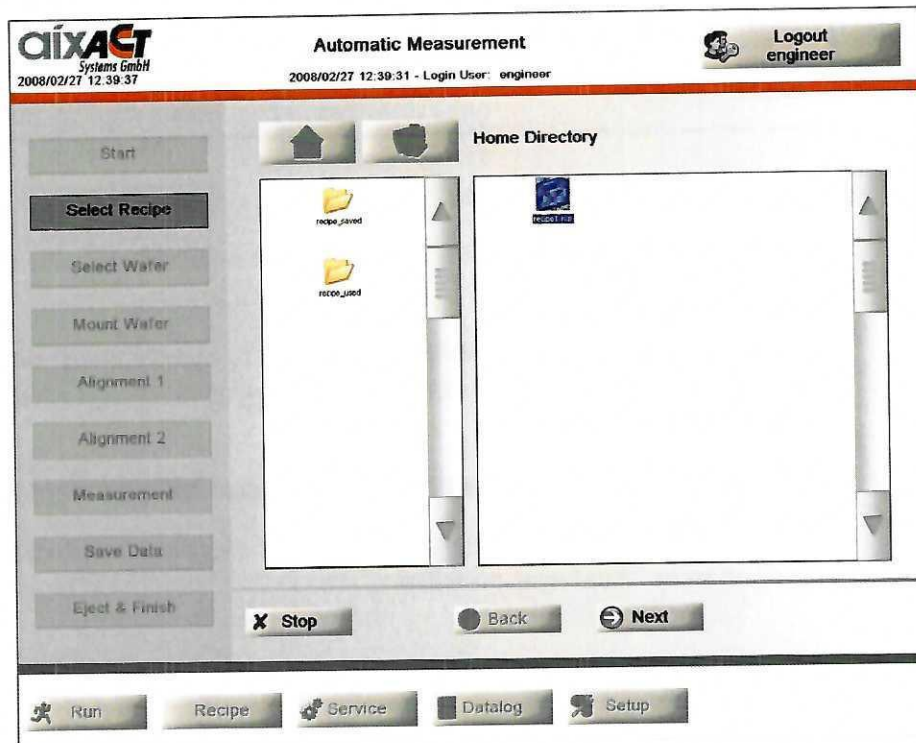 aixACT
Systems GmbH
2008/02/27 12:39:37
Automatic Measurement
2008/02/27 12:39:31 - Login User: engineer
Logout
engineer
Start
Select Recipe
Select Wafer
Mount Wafer
Alignment 1
Alignment 2
Measurement
Save Data
Eject & Finish
Home Directory
recipe_saved
recipe_used
Stop
Back
Next
Run
Recipe
Service
Datalog
Setup